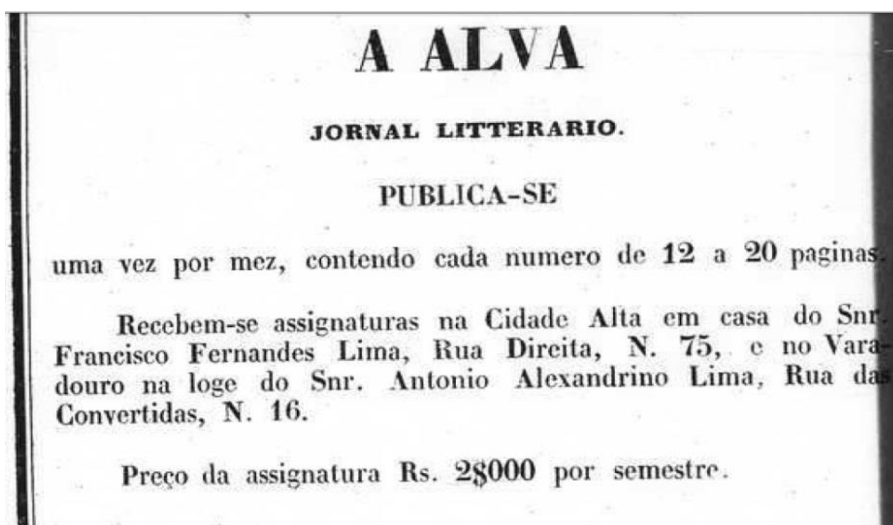 A ALVA
JORNAL LITTERARIO.
PUBLICA-SE
uma vez por mez, contendo cada numero de 12 a 20 paginas.
Recebem-se assignaturas na Cidade Alta em casa do Snr.
Francisco Fernandes Lima, Rua Direita, N. 75, e no Vara-
douro na loge do Snr. Antonio Alexandrino Lima, Rua das
Convertidas, N. 16.
Preço da assignatura Rs. 2$000 por semestre.